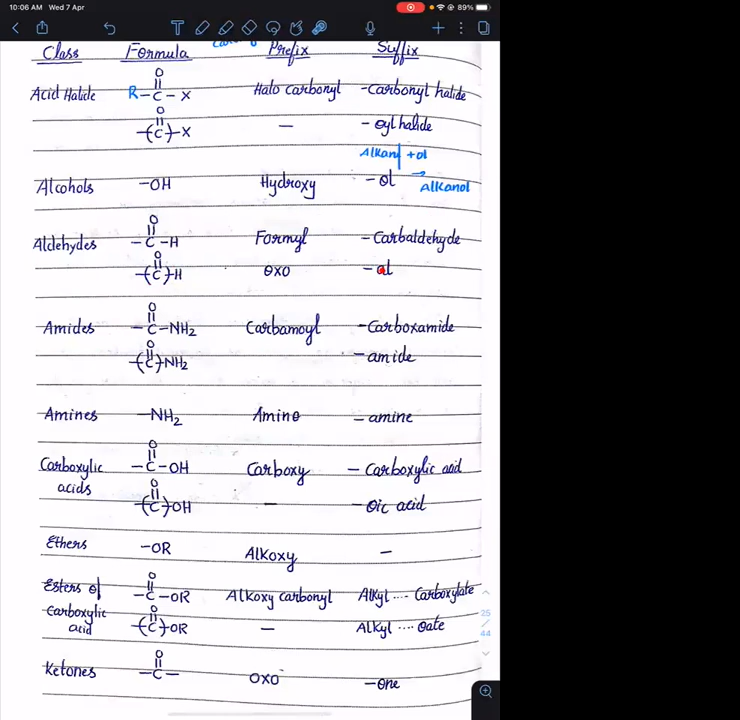 10:06 AM Wed 7 Apr 89%
Class Formula Prefix Suffix
Acid Halide R-C-X Halo carbonyl -Carbonyl halide
O
O
-(C)-X - - oyl halide
Alkane + ol
Alcohols -OH Hydroxy - ol → Alkanol
O
Aldehydes -C-H Formyl -Carbaldehyde
O
-(C)-H oxo -al
O
Amides -C-NH₂ Carbamoyl -Carboxamide
O
-(C)-NH₂ -amide
Amines -NH₂ Amino -amine
O
Carboxylic acids -C-OH Carboxy - Carboxylic acid
O
-(C)-OH - - oic acid
Ethers -OR Alkoxy -
O
Esters of -C-OR Alkoxy carbonyl Alkyl .... Carboxylate
Carboxylic acid -(C)-OR - Alkyl .... oate
O
O
Ketones -C- oxo -one
25
/
44